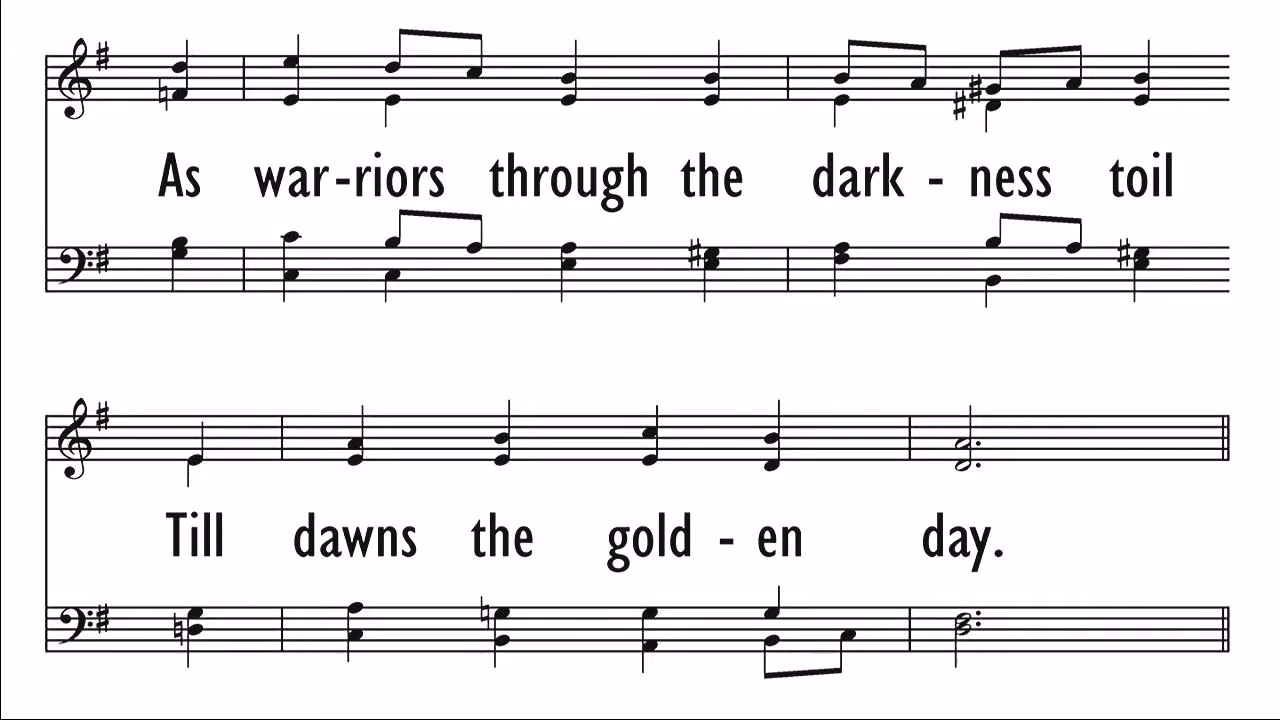 As war-riors through the dark - ness toil
Till dawns the gold - en day.